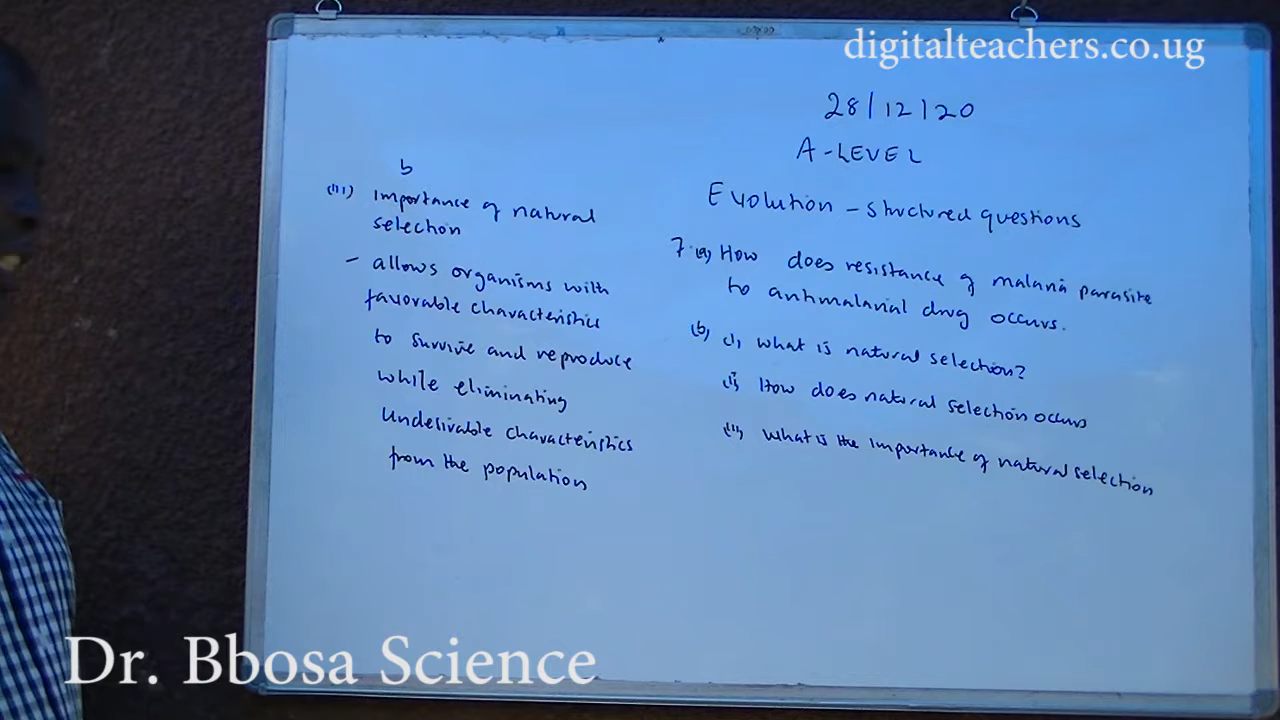 digitalteachers.co.ug
28/12/20
A-LEVEL
Evolution - structured questions
7.(a) How does resistance of malaria parasite
to antimalarial drug occurs.
(b) (i) what is natural selection?
(ii) How does natural selection occurs
(iii) what is the importance of natural selection
b
(iii) Importance of natural
selection
- allows organisms with
favorable characteristics
to survive and reproduce
while eliminating
undesirable characteristics
from the population
Dr. Bbosa Science